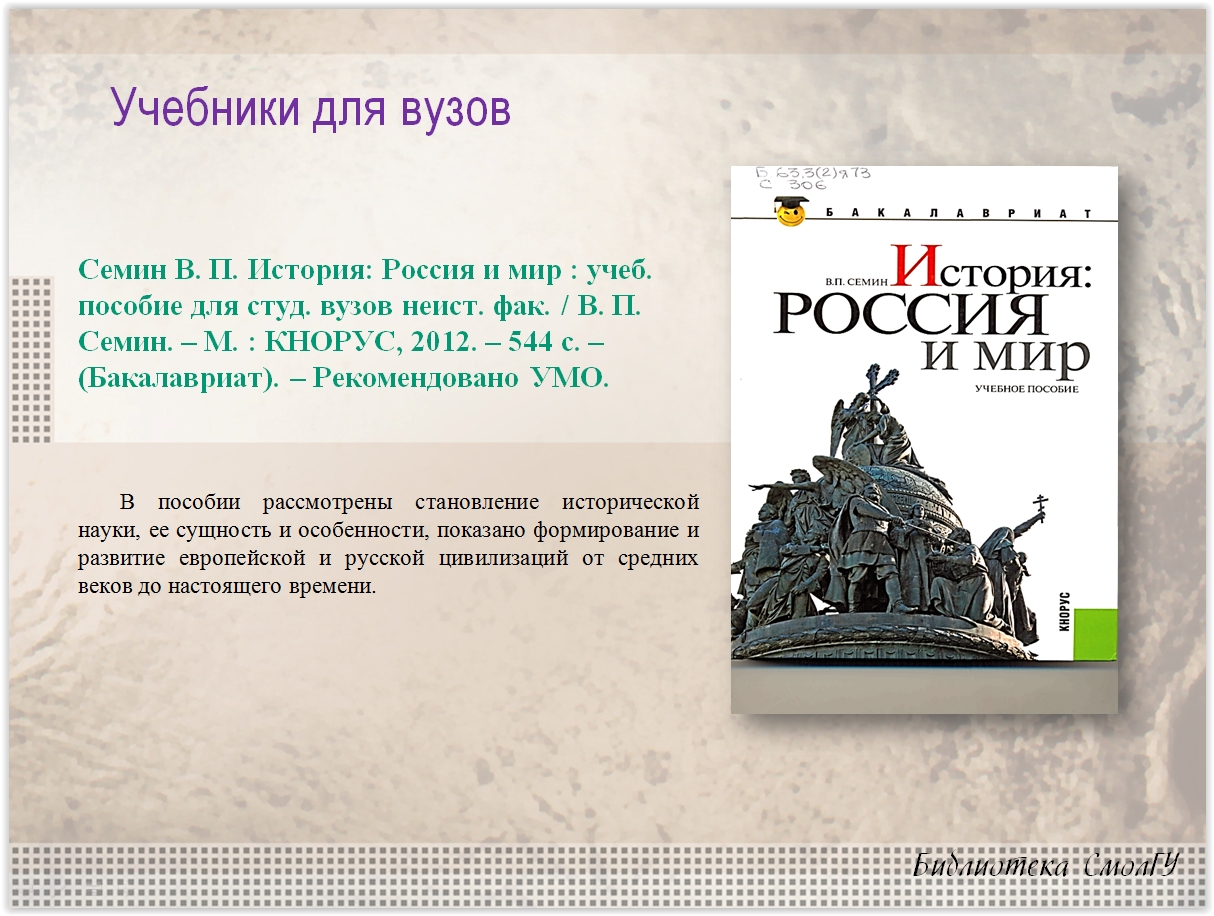 Учебники для вузов
Семин В. П. История: Россия и мир : учеб.
пособие для студ. вузов неист. фак. / В. П.
Семин. – М. : КНОРУС, 2012. – 544 с. –
(Бакалавриат). – Рекомендовано УМО.
В пособии рассмотрены становление исторической
науки, ее сущность и особенности, показано формирование и
развитие европейской и русской цивилизаций от средних
веков до настоящего времени.
Б 63.3(2)я73
С 306
БАКАЛАВРИАТ
В.П. СЕМИН История:
РОССИЯ
и мир
УЧЕБНОЕ ПОСОБИЕ
КНОРУС
Библиотека СмолГУ